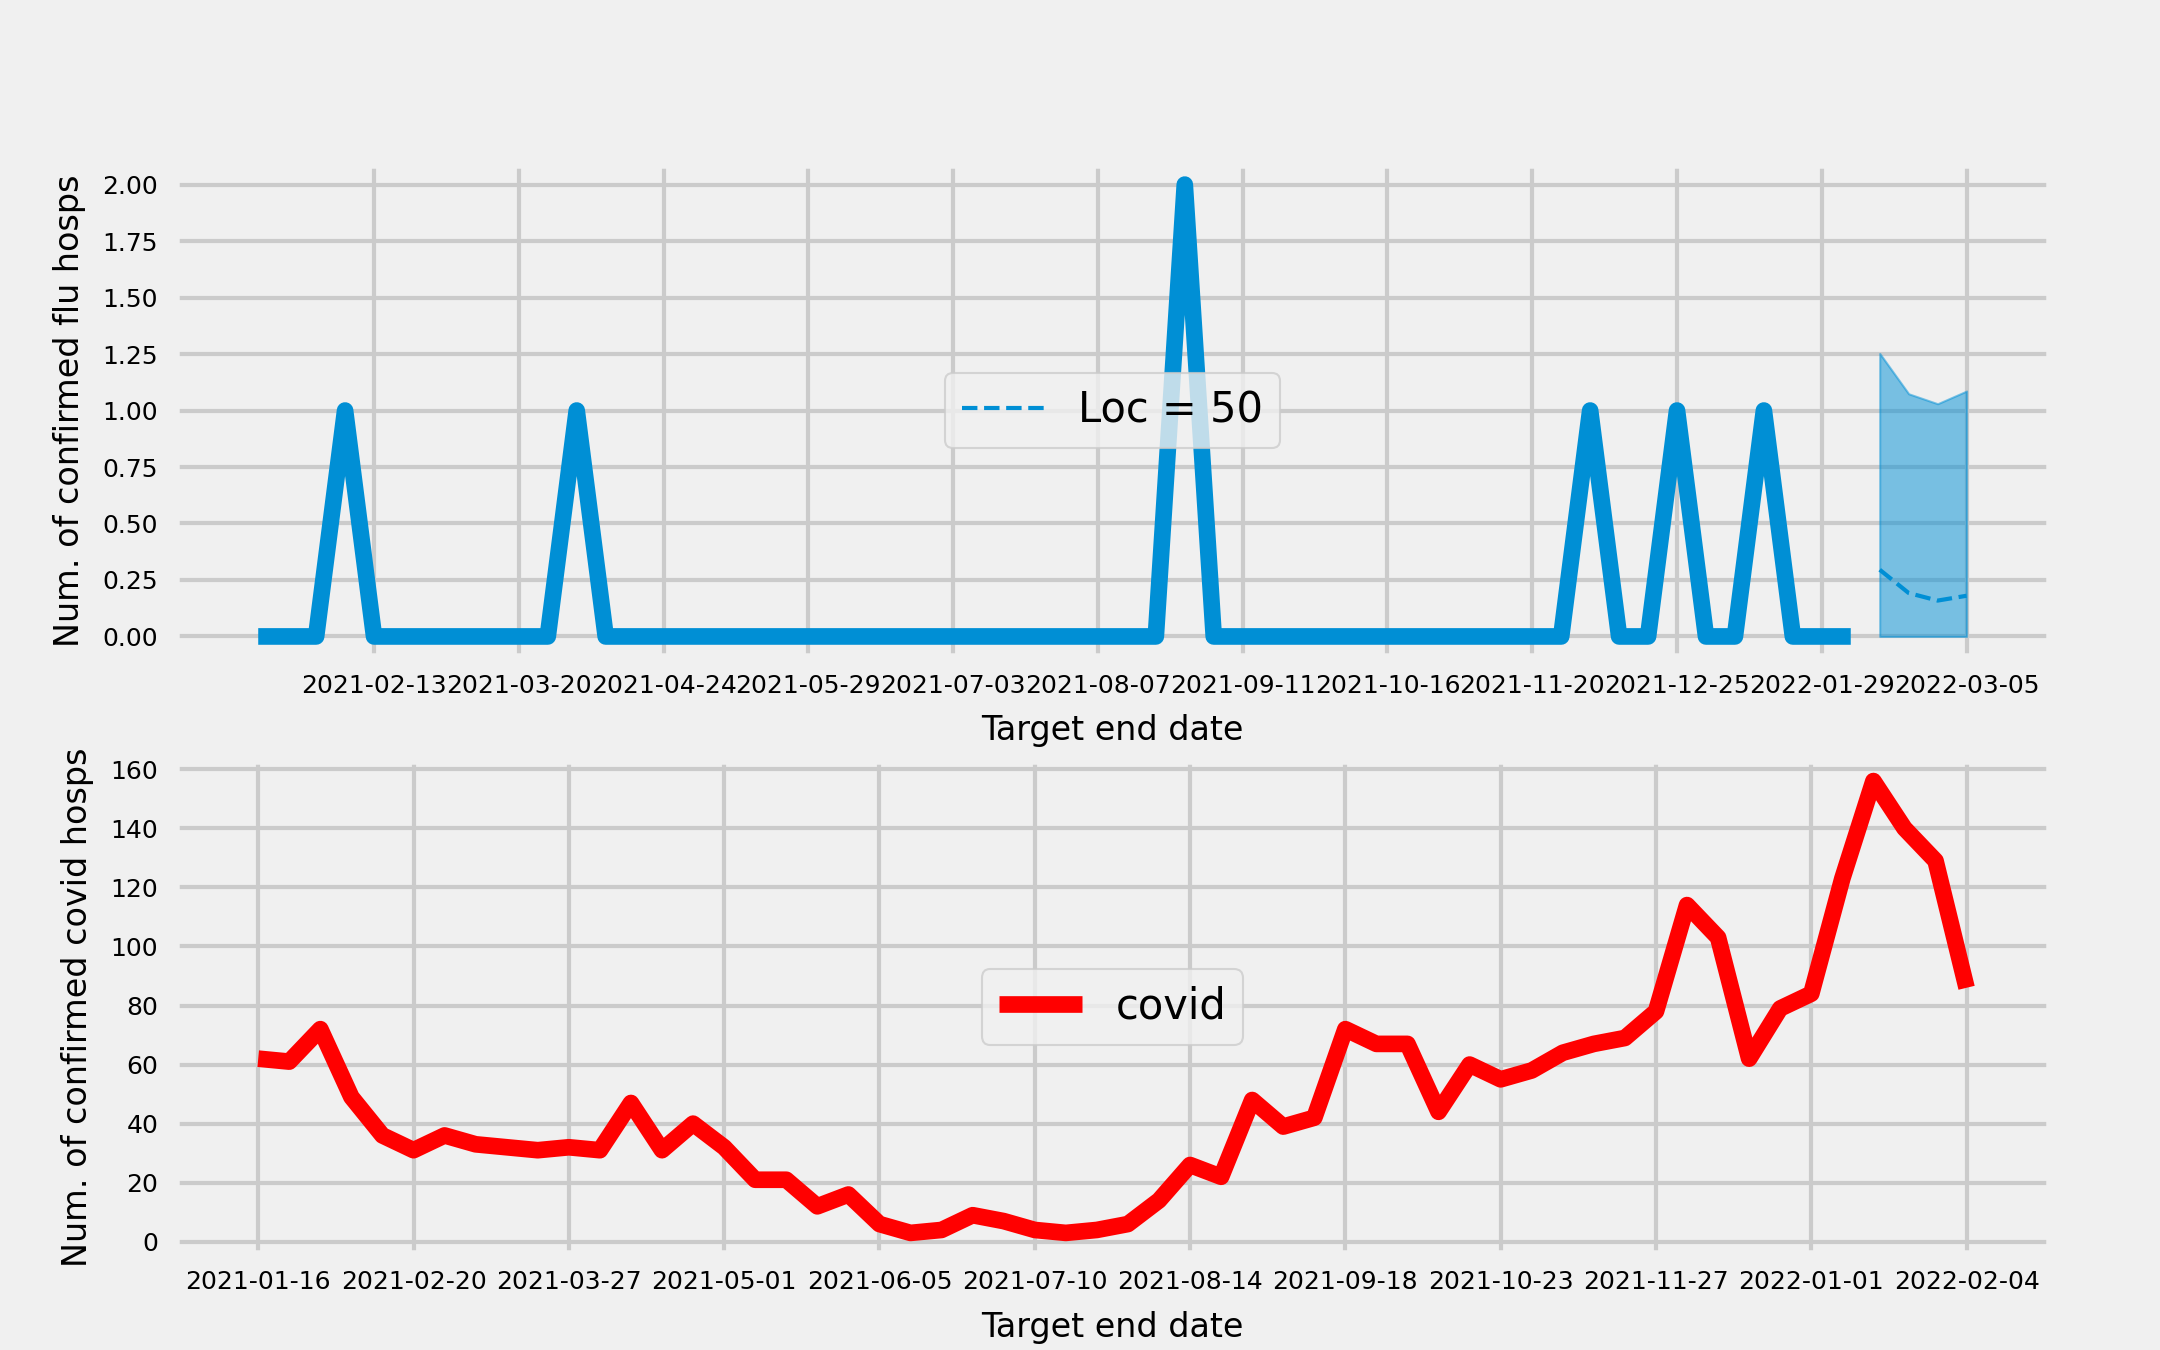 Num. of confirmed flu hosps
2.00
1.75
1.50
1.25
1.00
0.75
0.50
0.25
0.00
Loc = 50
2021-02-13 2021-03-20 2021-04-24 2021-05-29 2021-07-03 2021-08-07 2021-09-11 2021-10-16 2021-11-20 2021-12-25 2022-01-29 2022-03-05
Target end date
Num. of confirmed covid hosps
160
140
120
100
80
60
40
20
0
covid
2021-01-16 2021-02-20 2021-03-27 2021-05-01 2021-06-05 2021-07-10 2021-08-14 2021-09-18 2021-10-23 2021-11-27 2022-01-01 2022-02-04
Target end date